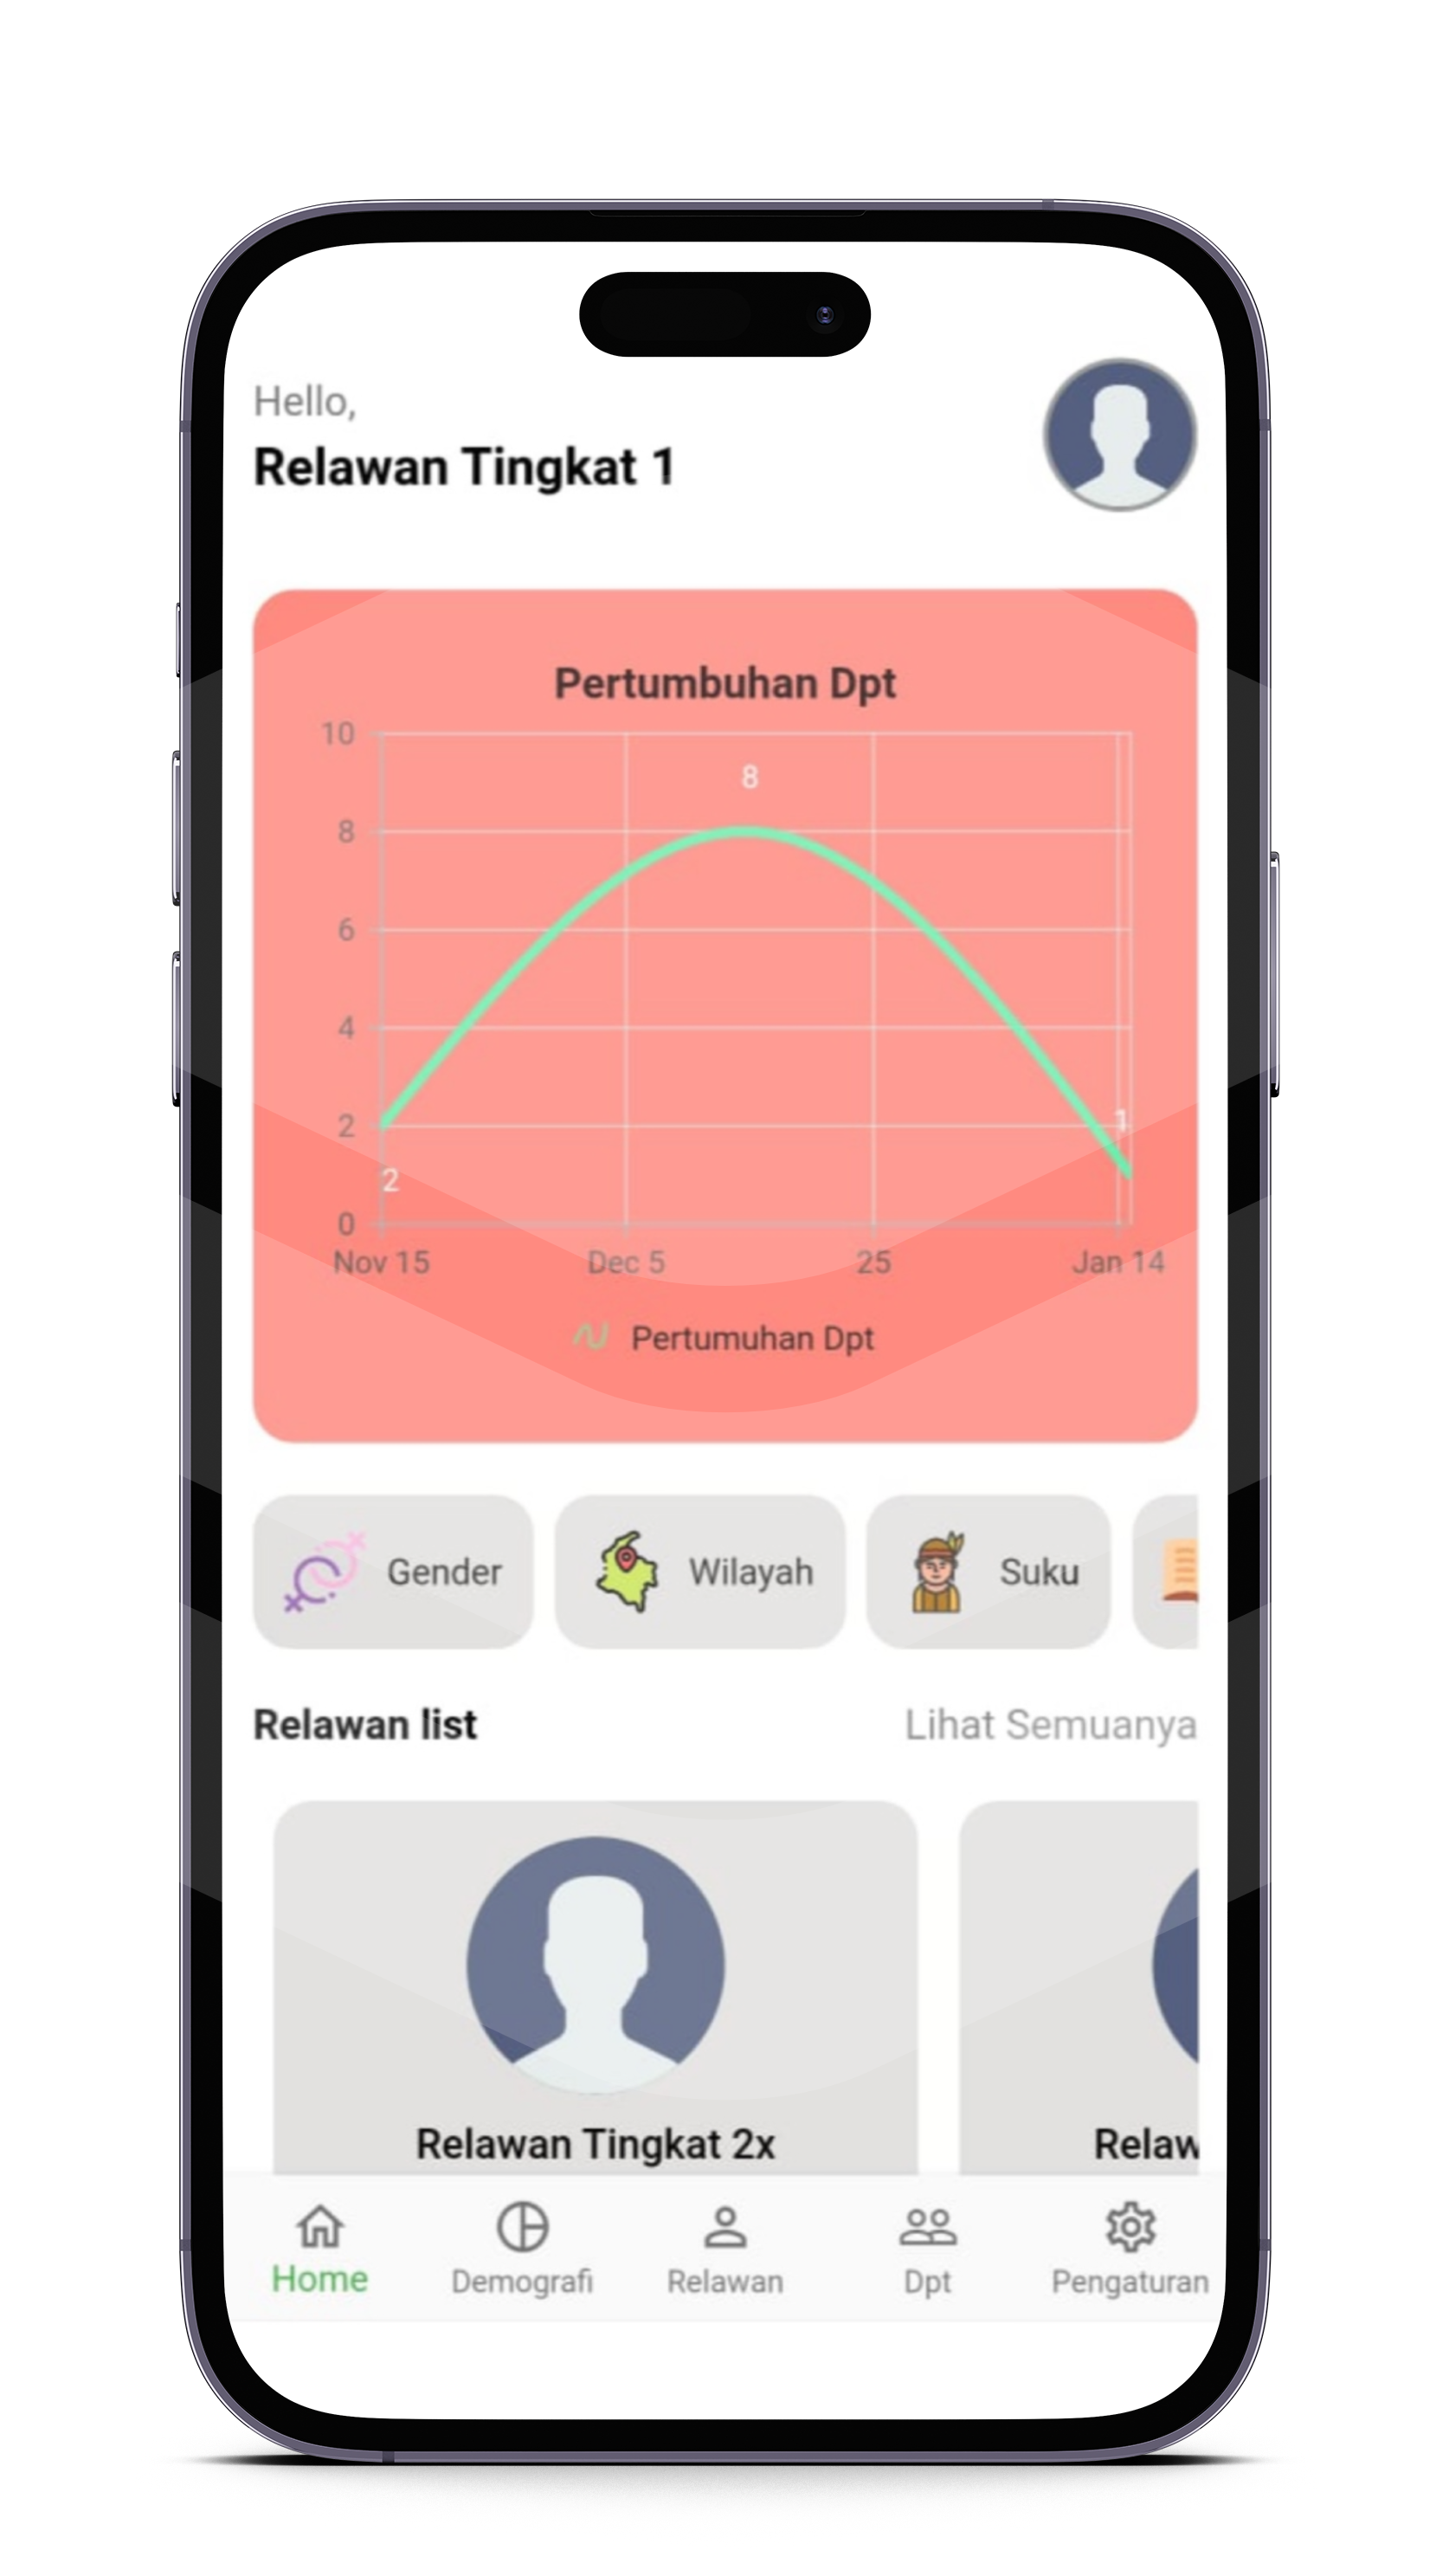 Hello,
Relawan Tingkat 1
Pertumbuhan Dpt
10
8
8
6
4
2
1
2
0
Nov 15 Dec 5 25 Jan 14
Pertumuhan Dpt
Gender Wilayah Suku
Relawan list Lihat Semuanya
Relawan Tingkat 2x Relaw
Home Demografi Relawan Dpt Pengaturan